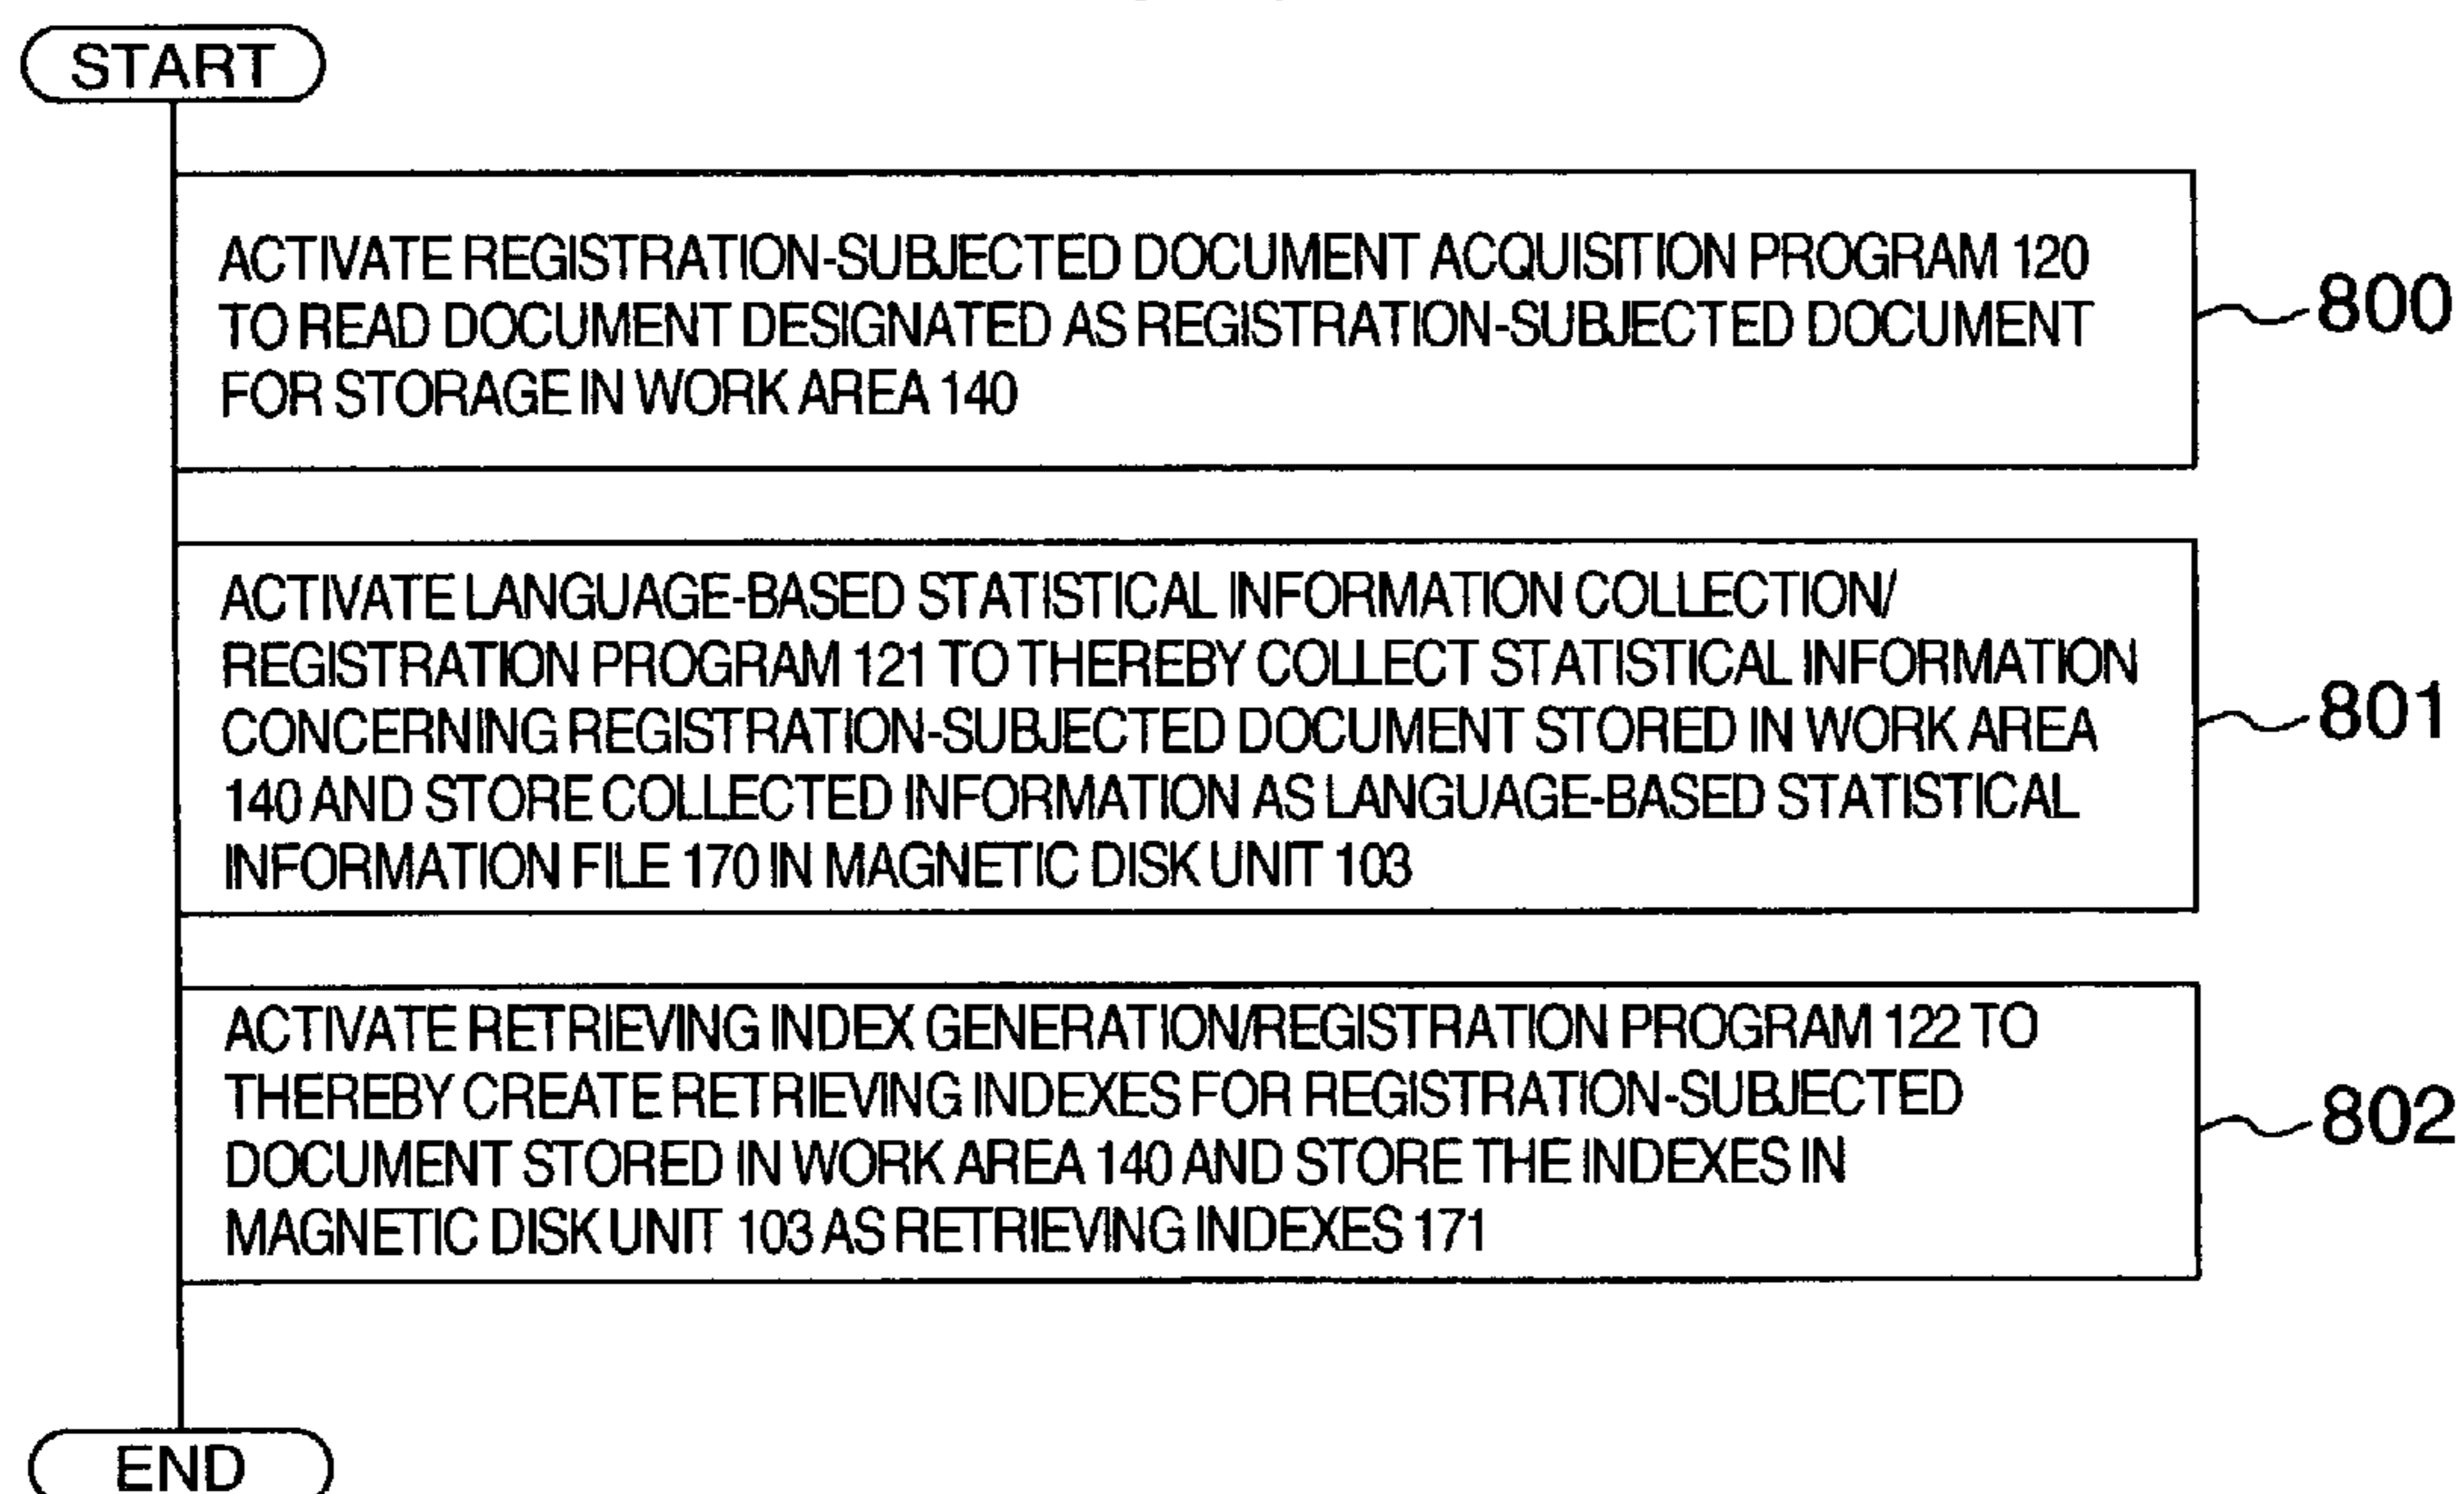 START
ACTIVATE REGISTRATION-SUBJECTED DOCUMENT ACQUISITION PROGRAM 120
TO READ DOCUMENT DESIGNATED AS REGISTRATION-SUBJECTED DOCUMENT
FOR STORAGE IN WORK AREA 140
800
ACTIVATE LANGUAGE-BASED STATISTICAL INFORMATION COLLECTION/
REGISTRATION PROGRAM 121 TO THEREBY COLLECT STATISTICAL INFORMATION
CONCERNING REGISTRATION-SUBJECTED DOCUMENT STORED IN WORK AREA
140 AND STORE COLLECTED INFORMATION AS LANGUAGE-BASED STATISTICAL
INFORMATION FILE 170 IN MAGNETIC DISK UNIT 103
801
ACTIVATE RETRIEVING INDEX GENERATION/REGISTRATION PROGRAM 122 TO
THEREBY CREATE RETRIEVING INDEXES FOR REGISTRATION-SUBJECTED
DOCUMENT STORED IN WORK AREA 140 AND STORE THE INDEXES IN
MAGNETIC DISK UNIT 103 AS RETRIEVING INDEXES 171
802
END